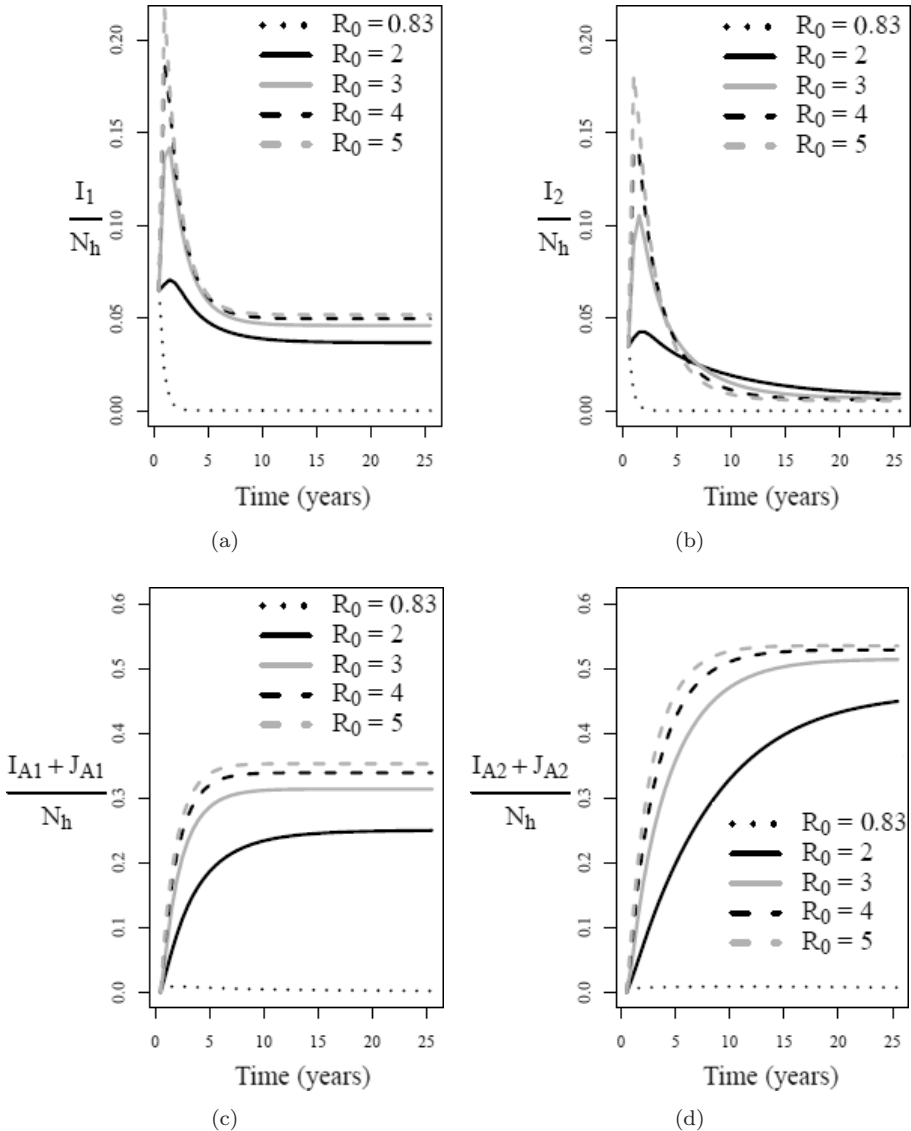 0.20
0.15
0.10
0.05
0.00
I1
Nh
R0 = 0.83
R0 = 2
R0 = 3
R0 = 4
R0 = 5
0 5 10 15 20 25
Time (years)
(a)
0.20
0.15
0.10
0.05
0.00
I2
Nh
R0 = 0.83
R0 = 2
R0 = 3
R0 = 4
R0 = 5
0 5 10 15 20 25
Time (years)
(b)
0.6
0.5
0.4
0.3
0.2
0.1
0.0
IA1 + JA1
Nh
R0 = 0.83
R0 = 2
R0 = 3
R0 = 4
R0 = 5
0 5 10 15 20 25
Time (years)
(c)
0.6
0.5
0.4
0.3
0.2
0.1
0.0
IA2 + JA2
Nh
R0 = 0.83
R0 = 2
R0 = 3
R0 = 4
R0 = 5
0 5 10 15 20 25
Time (years)
(d)